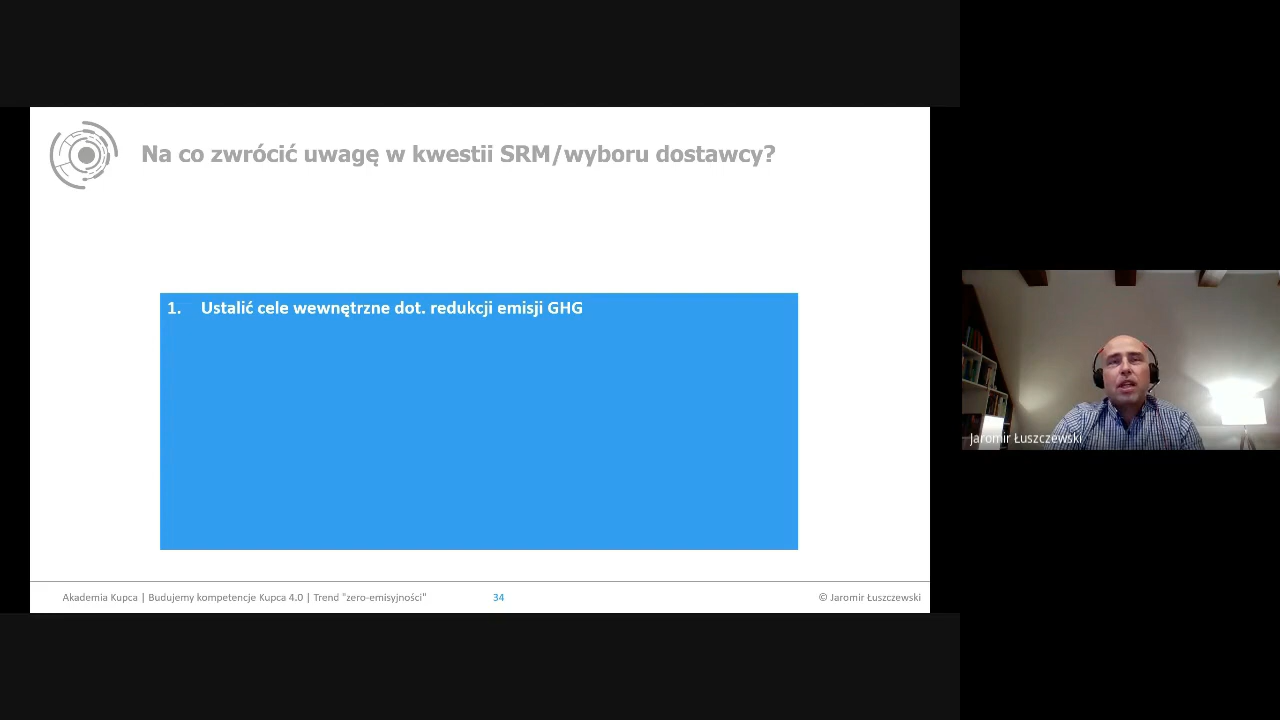 Na co zwrócić uwagę w kwestii SRM/wyboru dostawcy?
1. Ustalić cele wewnętrzne dot. redukcji emisji GHG
Jaromir Łuszczewski
Akademia Kupca | Budujemy kompetencje Kupca 4.0 | Trend "zero-emisyjności" 34 © Jaromir Łuszczewski